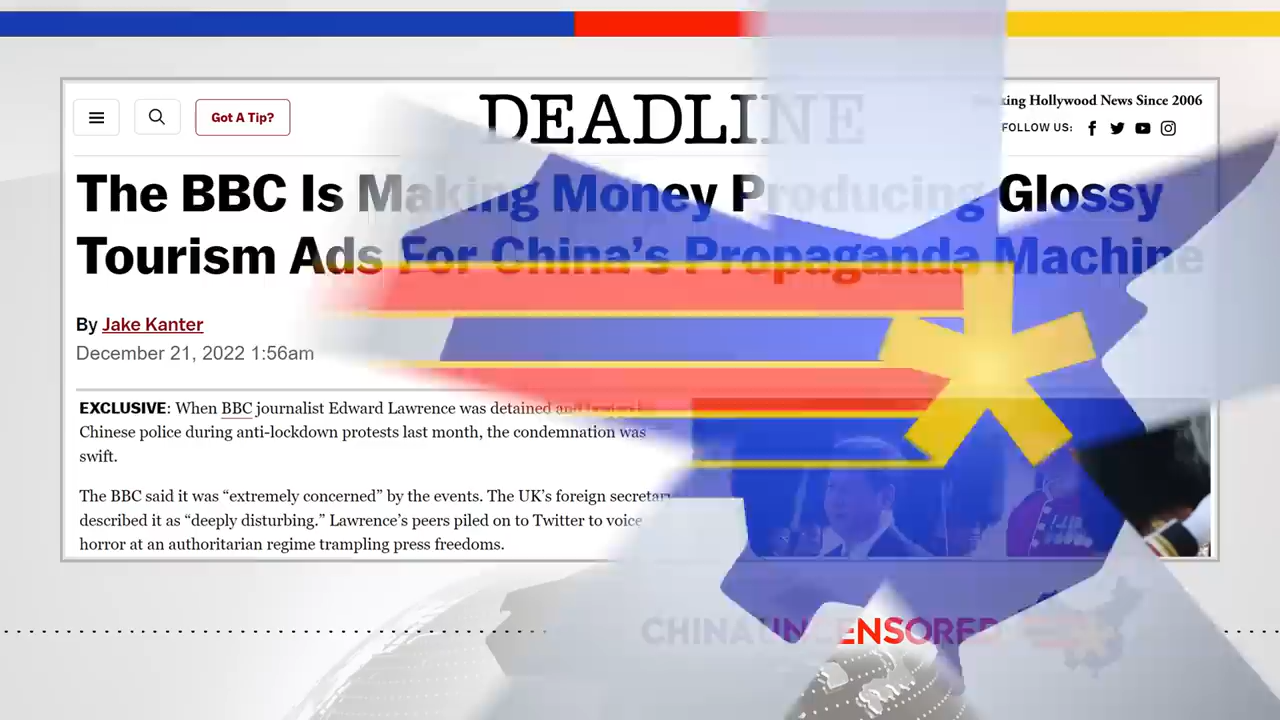 Got A Tip?
DEADLINE
king Hollywood News Since 2006
FOLLOW US:
The BBC Is Making Money Producing Glossy
Tourism Ads For China's Propaganda Machine
By Jake Kanter
December 21, 2022 1:56am
EXCLUSIVE: When BBC journalist Edward Lawrence was detained and
Chinese police during anti-lockdown protests last month, the condemnation was
swift.
The BBC said it was “extremely concerned” by the events. The UK’s foreign secretary
described it as “deeply disturbing.” Lawrence’s peers piled on to Twitter to voice
horror at an authoritarian regime trampling press freedoms.
CHINAUNCENSORED